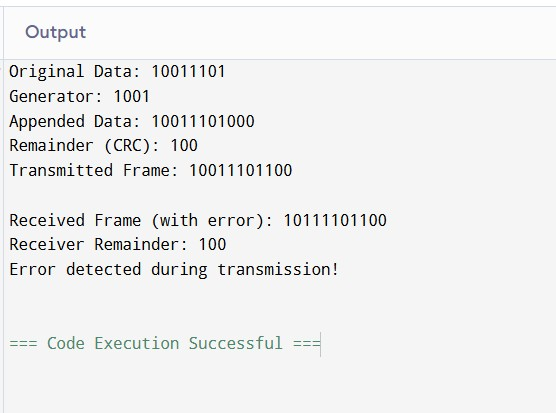 Output
Original Data: 10011101
Generator: 1001
Appended Data: 10011101000
Remainder (CRC): 100
Transmitted Frame: 10011101100
Received Frame (with error): 10111101100
Receiver Remainder: 100
Error detected during transmission!
=== Code Execution Successful ===